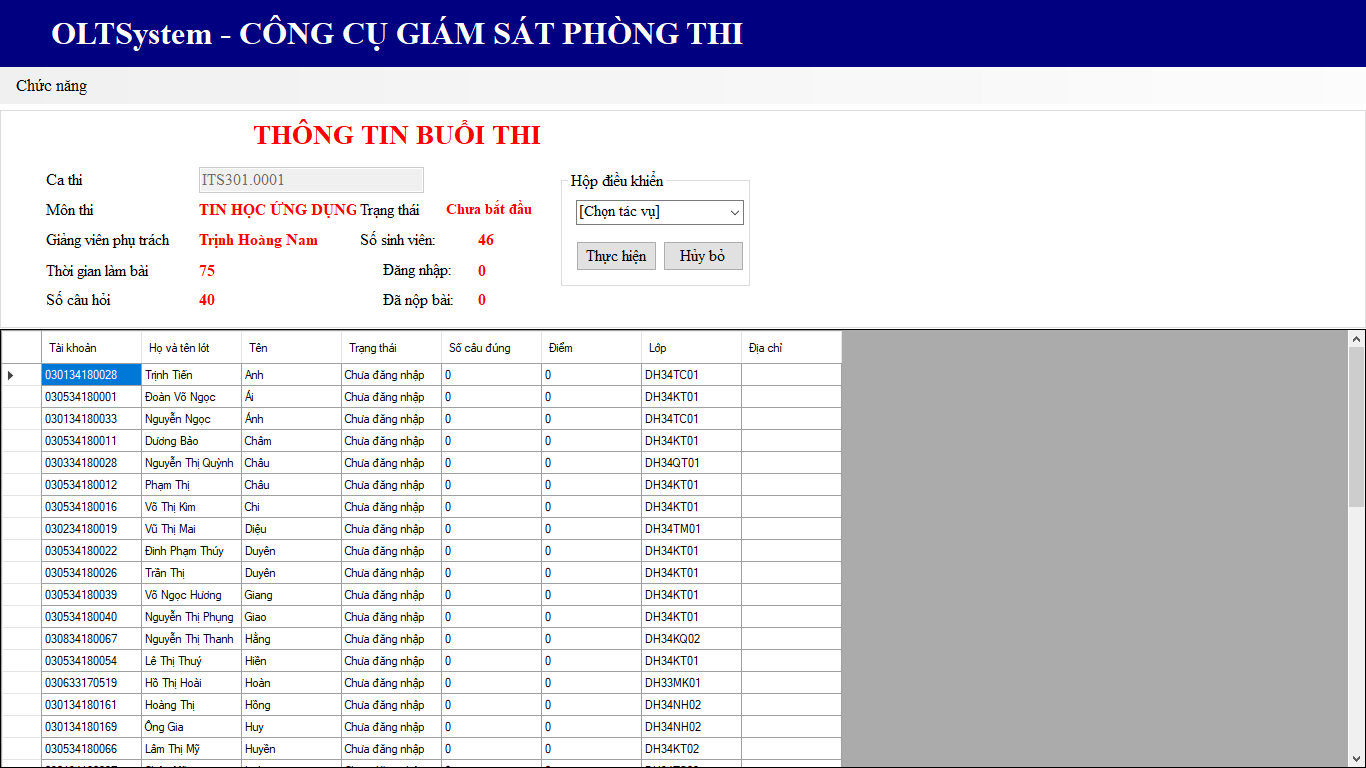 OLTSystem - CÔNG CỤ GIÁM SÁT PHÒNG THI
Chức năng
THÔNG TIN BUỔI THI
Ca thi ITS301.0001
Môn thi TIN HỌC ỨNG DỤNG Trạng thái Chưa bắt đầu
Giảng viên phụ trách Trịnh Hoàng Nam Số sinh viên: 46
Thời gian làm bài 75 Đăng nhập: 0
Số câu hỏi 40 Đã nộp bài: 0
Hộp điều khiển
[Chọn tác vụ]
Thực hiện Hủy bỏ
Tài khoản Họ và tên lót Tên Trạng thái Số câu đúng Điểm Lớp Địa chỉ
030134180028 Trịnh Tiến Anh Chưa đăng nhập 0 0 DH34TC01
030534180001 Đoàn Võ Ngọc Ái Chưa đăng nhập 0 0 DH34KT01
030134180033 Nguyễn Ngọc Ánh Chưa đăng nhập 0 0 DH34TC01
030534180011 Dương Bảo Châm Chưa đăng nhập 0 0 DH34KT01
030334180028 Nguyễn Thị Quỳnh Châu Chưa đăng nhập 0 0 DH34QT01
030534180012 Phạm Thị Châu Chưa đăng nhập 0 0 DH34KT01
030534180016 Võ Thị Kim Chi Chưa đăng nhập 0 0 DH34KT01
030234180019 Vũ Thị Mai Diệu Chưa đăng nhập 0 0 DH34TM01
030534180022 Đinh Phạm Thúy Duyên Chưa đăng nhập 0 0 DH34KT01
030534180026 Trần Thị Duyên Chưa đăng nhập 0 0 DH34KT01
030534180039 Võ Ngọc Hương Giang Chưa đăng nhập 0 0 DH34KT01
030534180040 Nguyễn Thị Phụng Giao Chưa đăng nhập 0 0 DH34KT01
030834180067 Nguyễn Thị Thanh Hằng Chưa đăng nhập 0 0 DH34KQ02
030534180054 Lê Thị Thuý Hiền Chưa đăng nhập 0 0 DH34KT01
030633170519 Hồ Thị Hoài Hoàn Chưa đăng nhập 0 0 DH33MK01
030134180161 Hoàng Thị Hồng Chưa đăng nhập 0 0 DH34NH02
030134180169 Ông Gia Huy Chưa đăng nhập 0 0 DH34NH02
030534180066 Lâm Thị Mỹ Huyền Chưa đăng nhập 0 0 DH34KT02